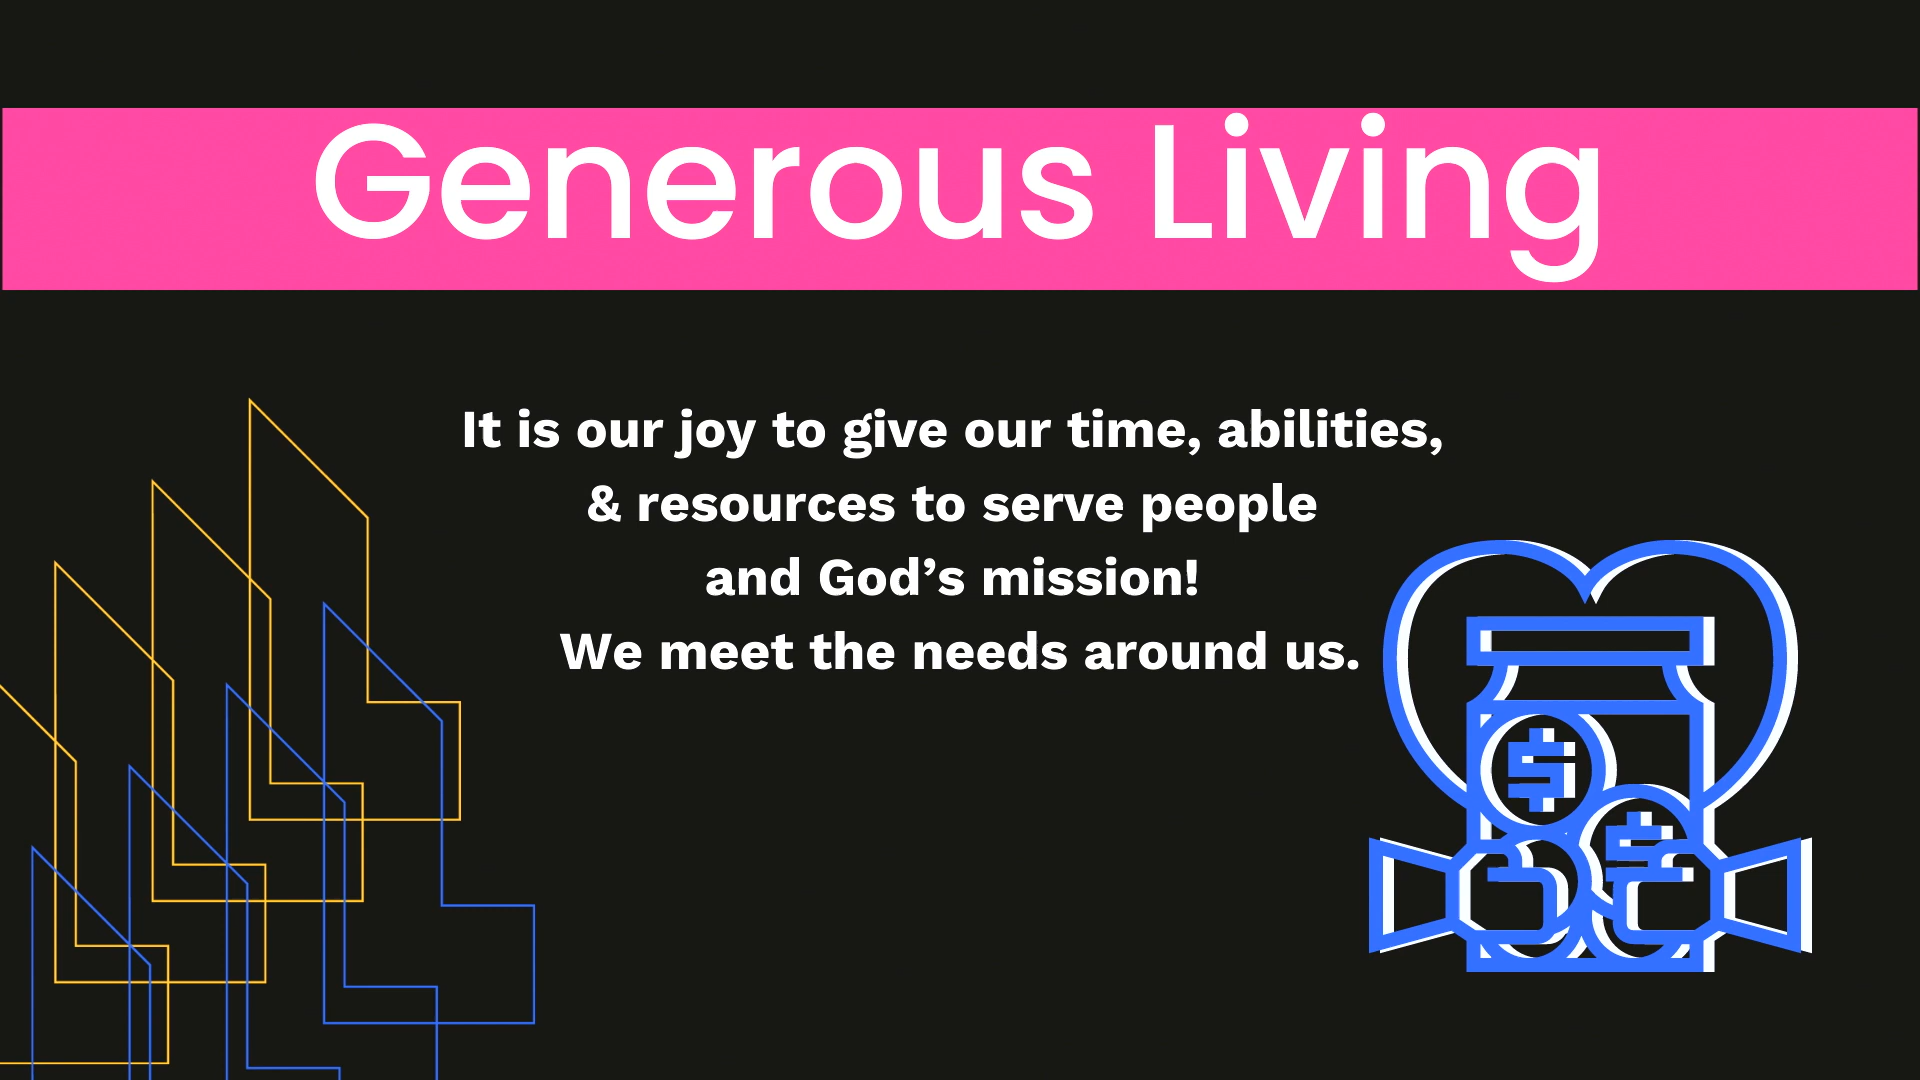 Generous Living
It is our joy to give our time, abilities,
& resources to serve people
and God’s mission!
We meet the needs around us.
$
$